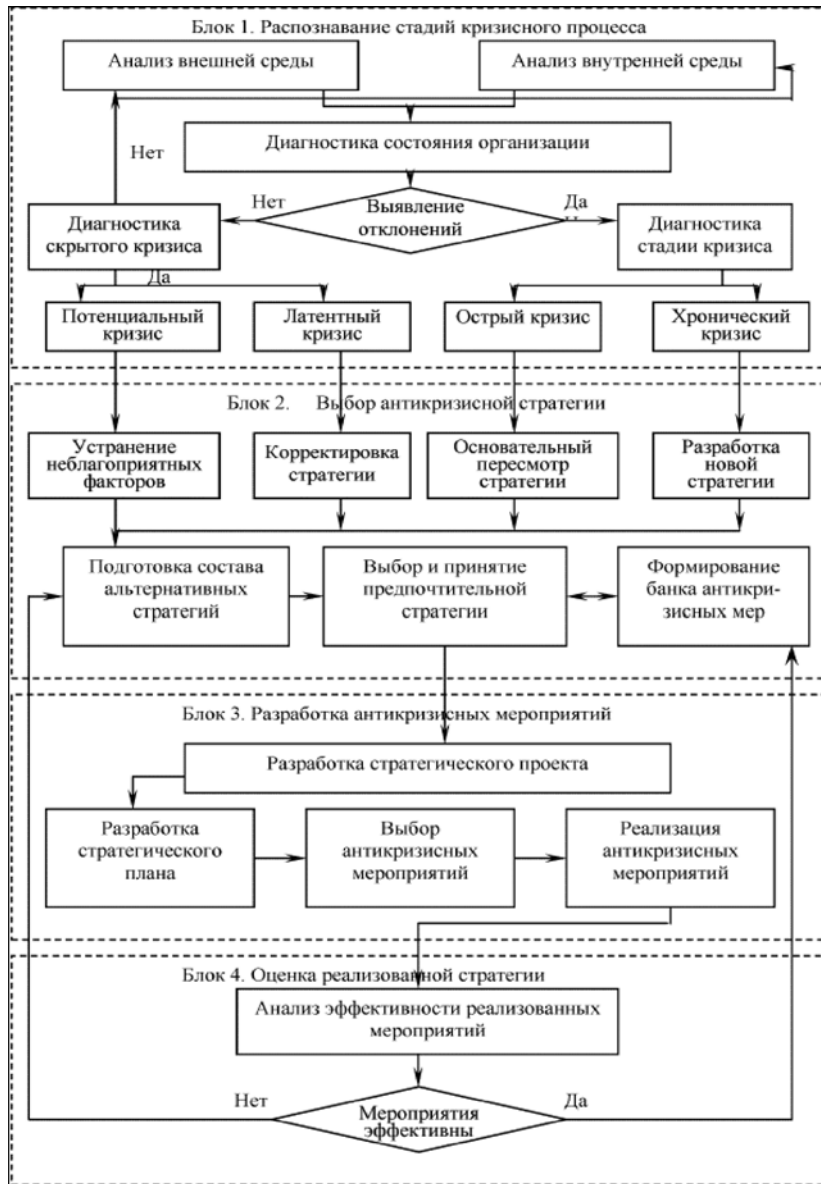 Блок 1. Распознавание стадий кризисного процесса
Анализ внешней среды
Анализ внутренней среды
Диагностика состояния организации
Нет
Нет
Выявление
отклонений
Да
Диагностика
скрытого кризиса
Диагностика
стадии кризиса
Да
Потенциальный
кризис
Латентный
кризис
Острый кризис
Хронический
кризис
Блок 2. Выбор антикризисной стратегии
Устранение
неблагоприятных
факторов
Корректировка
стратегии
Основательный
пересмотр
стратегии
Разработка
новой
стратегии
Подготовка состава
альтернативных
стратегий
Выбор и принятие
предпочтительной
стратегии
Формирование
банка антикри-
зисных мер
Блок 3. Разработка антикризисных мероприятий
Разработка стратегического проекта
Разработка
стратегического
плана
Выбор
антикризисных
мероприятий
Реализация
антикризисных
мероприятий
Блок 4. Оценка реализованной стратегии
Анализ эффективности реализованных
мероприятий
Нет
Мероприятия
эффективны
Да